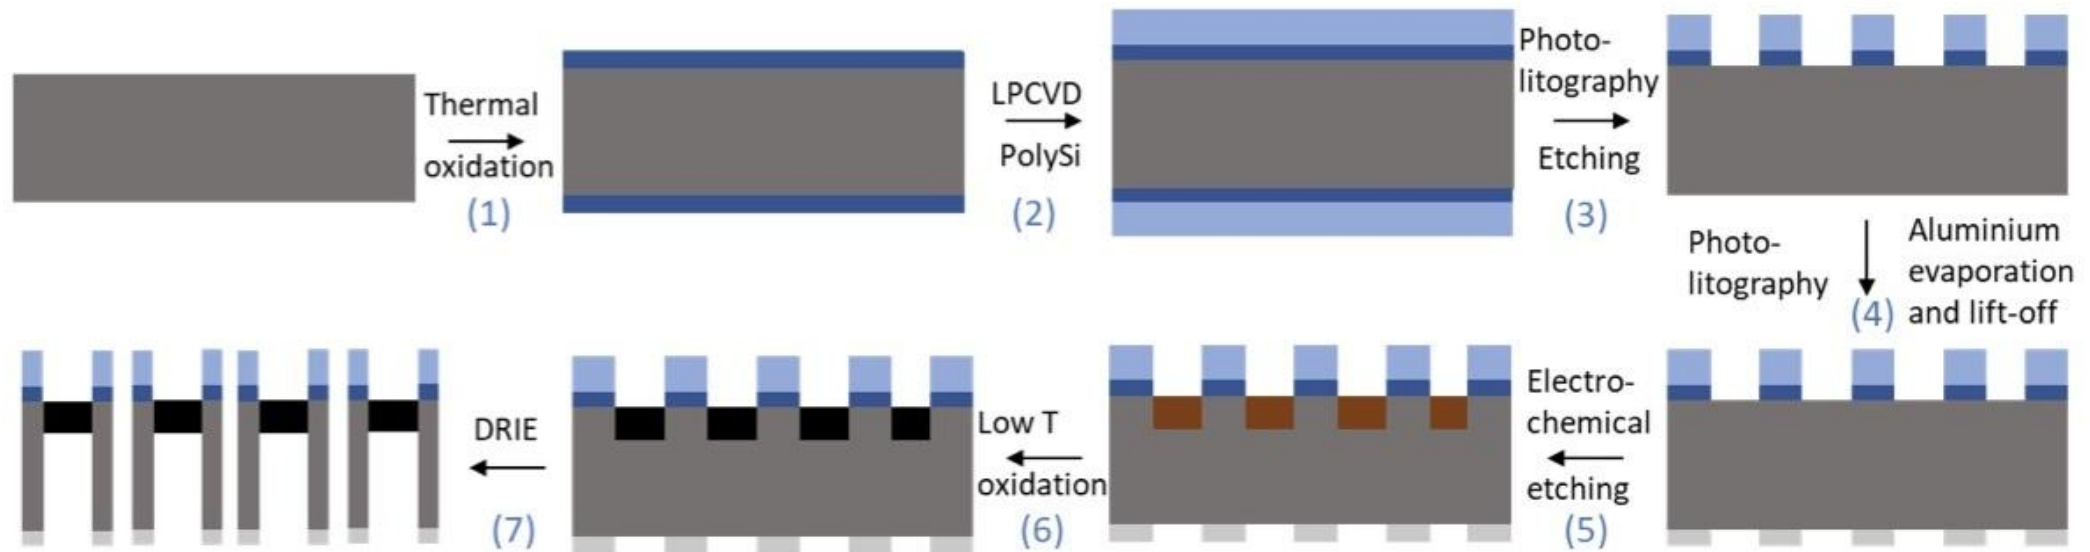 Thermal
oxidation
(1)
LPCVD
PolySi
(2)
Photo-
litography
Etching
(3)
Photo-
litography
(4)
Aluminium
evaporation
and lift-off
Electro-
chemical
etching
(5)
Low T
oxidation
(6)
DRIE
(7)